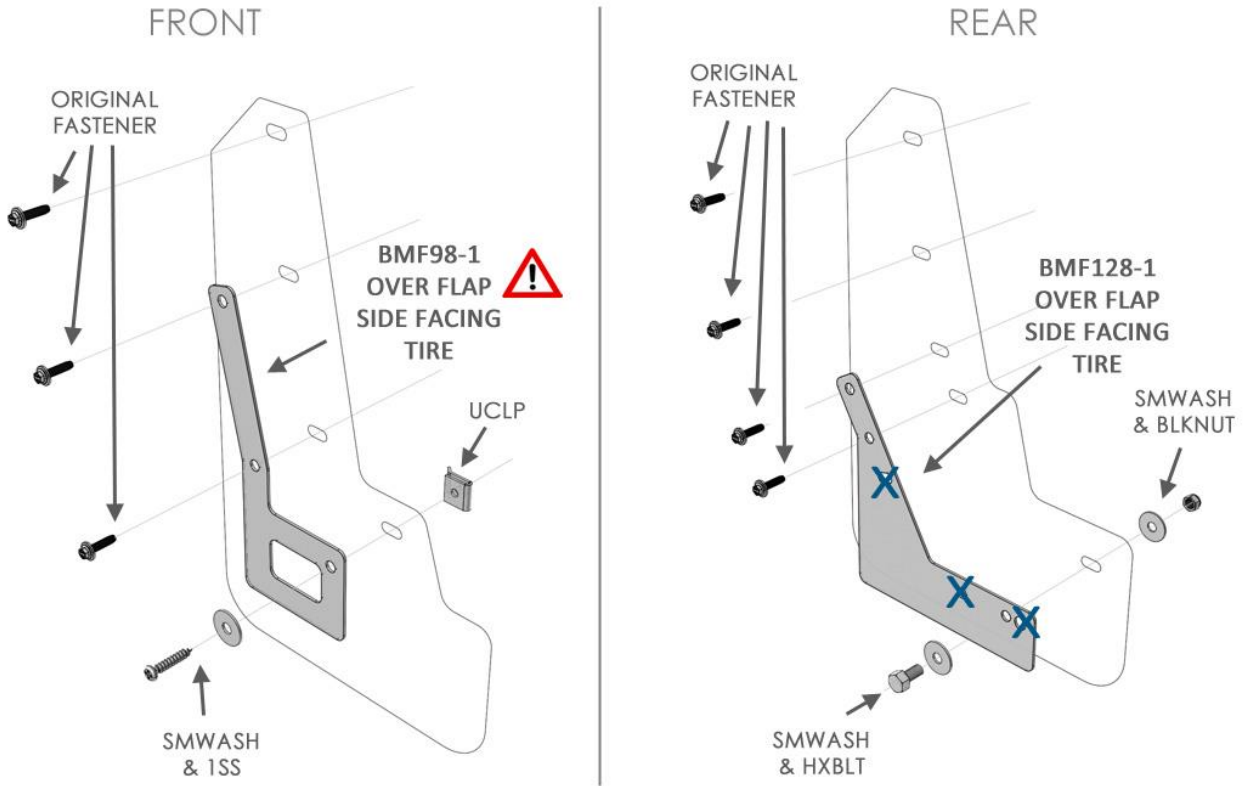 FRONT
ORIGINAL
FASTENER
BMF98-1
OVER FLAP
SIDE FACING
TIRE
UCLP
SMWASH
& 1SS
REAR
ORIGINAL
FASTENER
BMF128-1
OVER FLAP
SIDE FACING
TIRE
SMWASH
& BLKNUT
SMWASH
& HXBLT